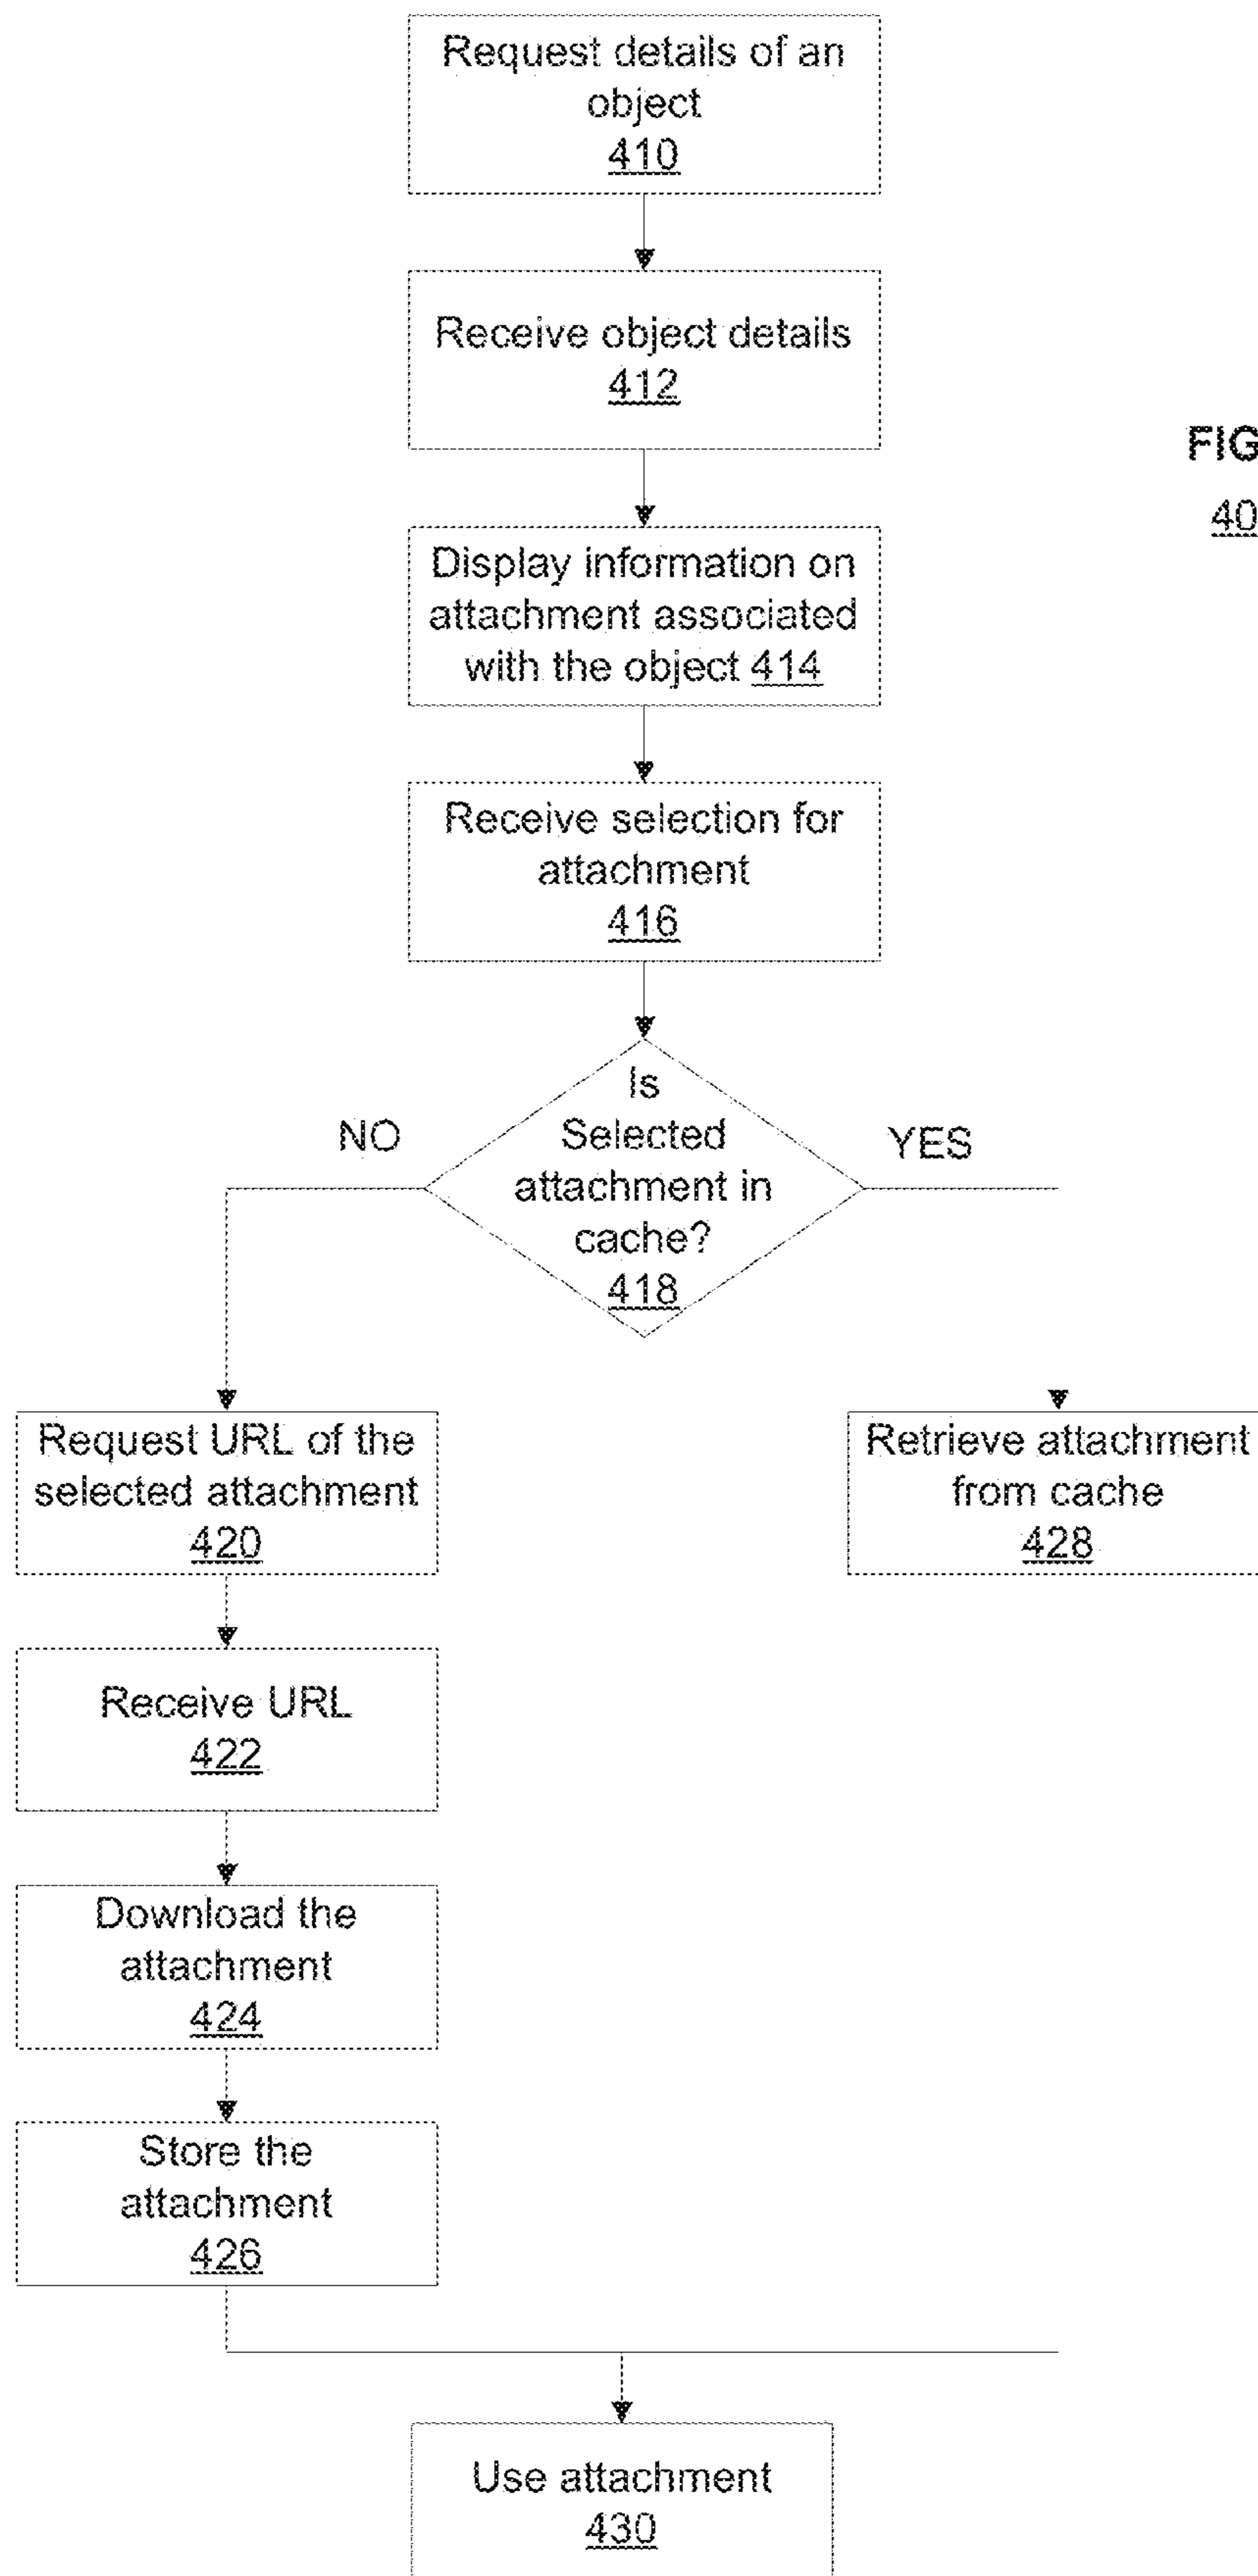 Request details of an
object
410
Receive object details
412
FIG
40
Display information on
attachment associated
with the object 414
Receive selection for
attachment
416
Is
Selected
attachment in
cache?
418
NO
YES
Request URL of the
selected attachment
420
Retrieve attachment
from cache
428
Receive URL
422
Download the
attachment
424
Store the
attachment
426
Use attachment
430